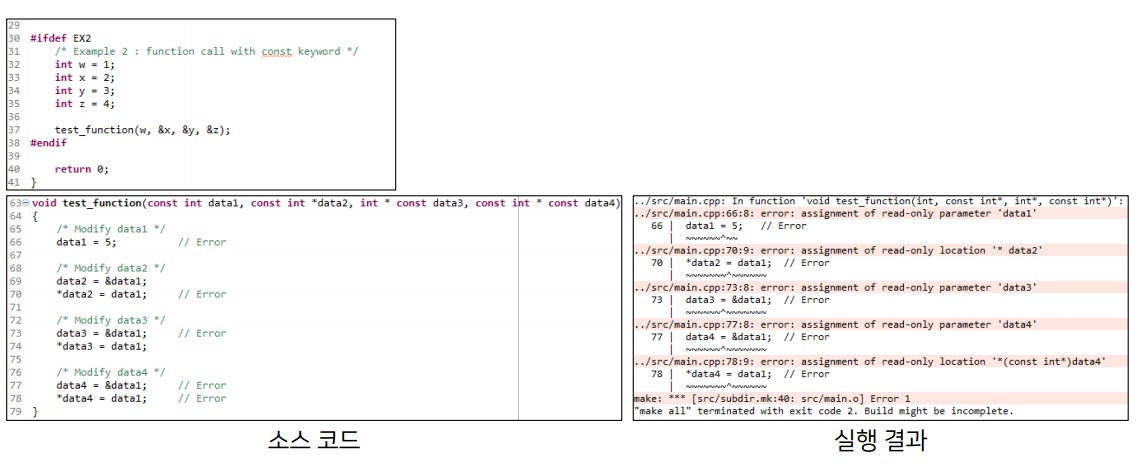 29
30 #ifdef EX2
31 /* Example 2 : function call with const keyword */
32 int w = 1;
33 int x = 2;
34 int y = 3;
35 int z = 4;
36
37 test_function(w, &x, &y, &z);
38 #endif
39
40 return 0;
41 }
63 void test_function(const int data1, const int *data2, int * const data3, const int * const data4)
64 {
65 /* Modify data1 */
66 data1 = 5; // Error
67
68 /* Modify data2 */
69 data2 = &data1;
70 *data2 = data1; // Error
71
72 /* Modify data3 */
73 data3 = &data1; // Error
74 *data3 = data1;
75
76 /* Modify data4 */
77 data4 = &data1; // Error
78 *data4 = data1; // Error
79 }
소스 코드
../src/main.cpp: In function 'void test_function(int, const int*, int*, const int*)':
../src/main.cpp:66:8: error: assignment of read-only parameter 'data1'
66 | data1 = 5; // Error
| ~~~~~~^~~
../src/main.cpp:70:9: error: assignment of read-only location '* data2'
70 | *data2 = data1; // Error
| ~~~~~~~^~~~~~~
../src/main.cpp:73:8: error: assignment of read-only parameter 'data3'
73 | data3 = &data1; // Error
| ~~~~~~^~~~~~~~
../src/main.cpp:77:8: error: assignment of read-only parameter 'data4'
77 | data4 = &data1; // Error
| ~~~~~~^~~~~~~~
../src/main.cpp:78:9: error: assignment of read-only location '*(const int*)data4'
78 | *data4 = data1; // Error
| ~~~~~~~^~~~~~~
make: *** [src/subdir.mk:40: src/main.o] Error 1
"make all" terminated with exit code 2. Build might be incomplete.
실행 결과